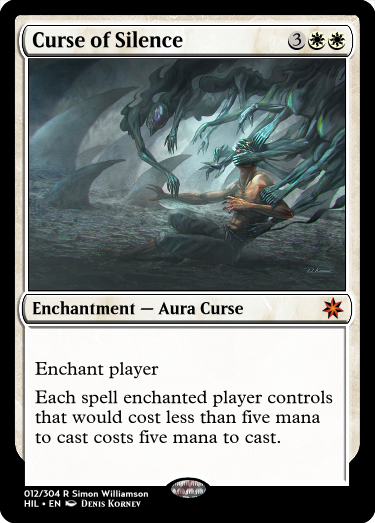 Curse of Silence 3
Enchantment — Aura Curse
Enchant player
Each spell enchanted player controls
that would cost less than five mana
to cast costs five mana to cast.
012/304 R Simon Williamson
HIL • EN Denis Kornev